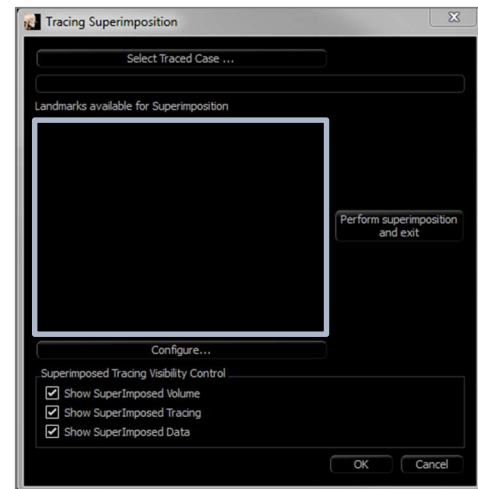 Tracing Superimposition
Select Traced Case ...
Landmarks available for Superimposition
Perform superimposition
and exit
Configure...
Superimposed Tracing Visibility Control
Show SuperImposed Volume
Show SuperImposed Tracing
Show SuperImposed Data
OK Cancel